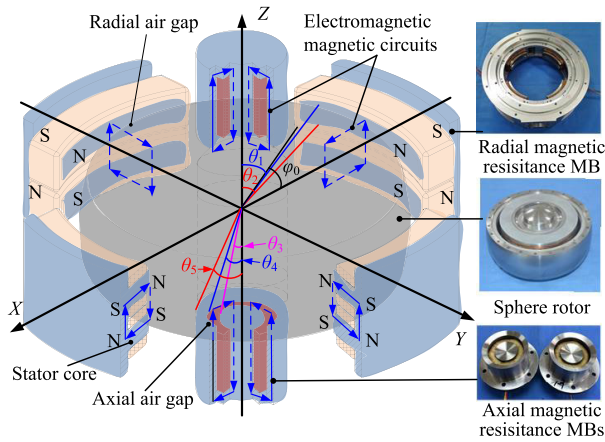 Z
Radial air gap
Electromagnetic
magnetic circuits
S
N
S
N
N
S
N
θ1
θ2
φ0
Radial magnetic
resisitance MB
θ3
θ4
θ5
X
N
S
S
N
N
S
S
N
Y
Sphere rotor
Stator core
Axial air gap
Axial magnetic
resisitance MBs